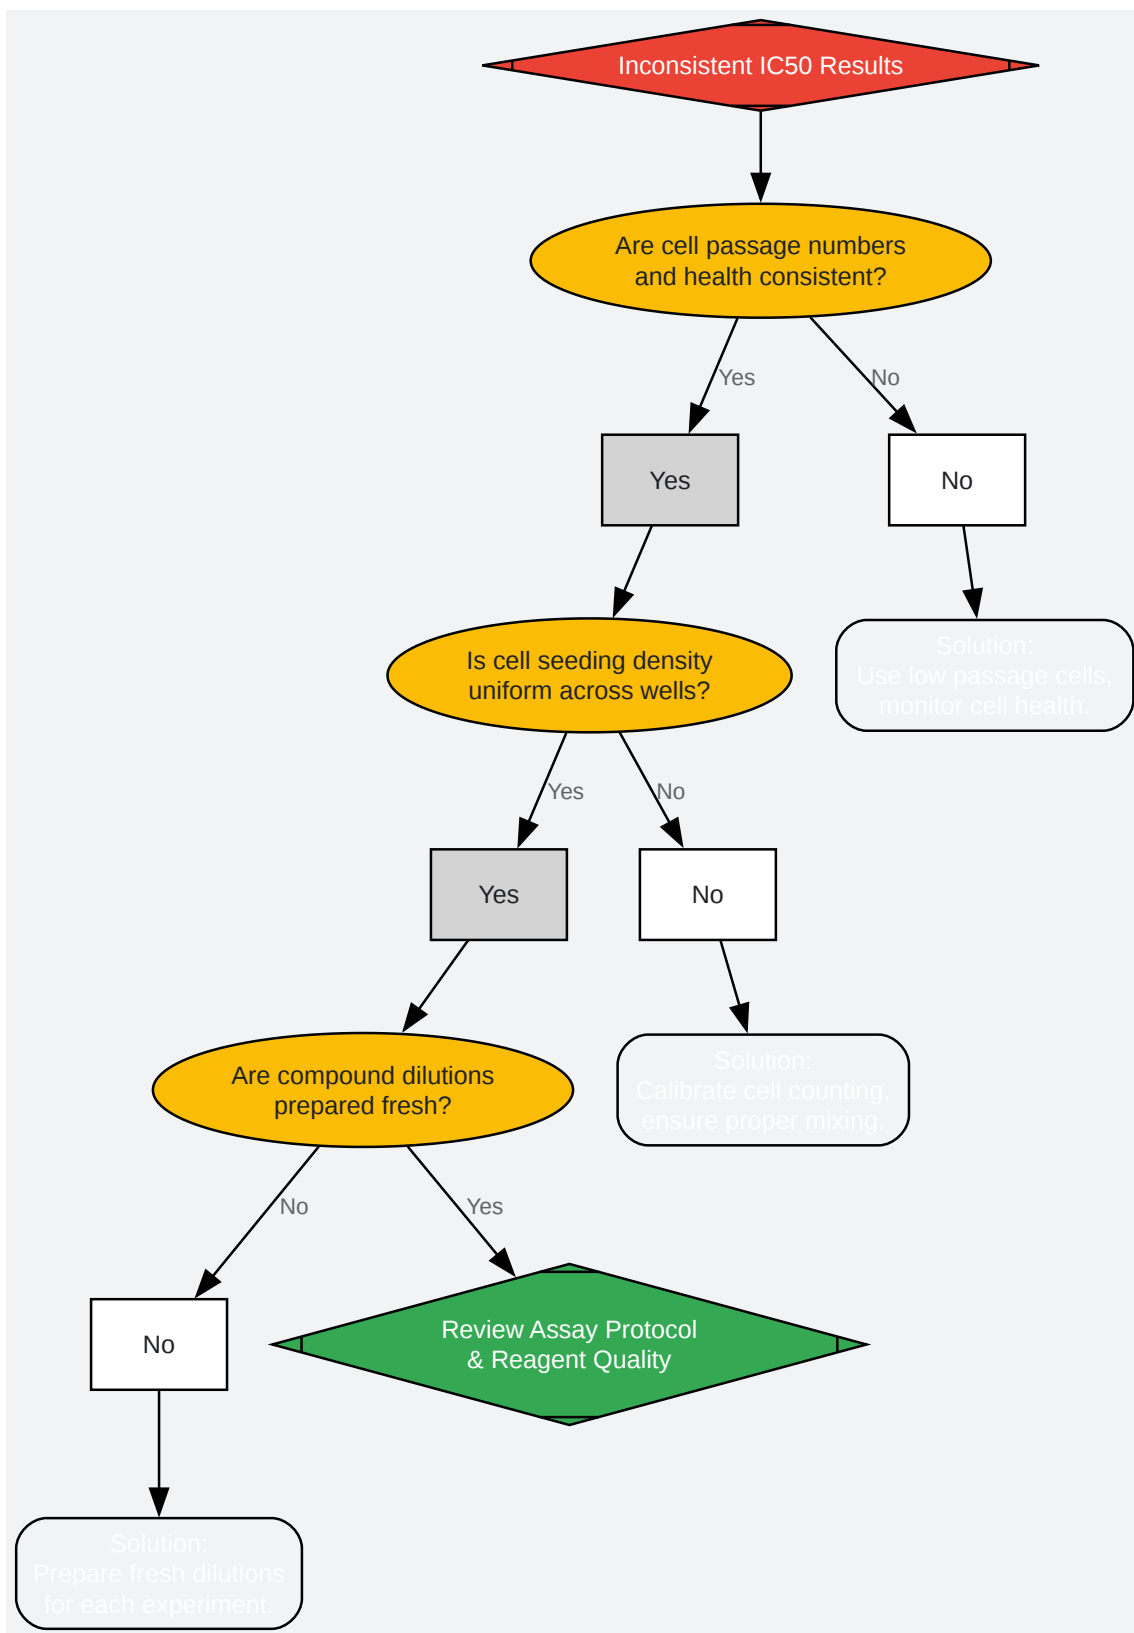 Inconsistent IC50 Results
Are cell passage numbers
and health consistent?
Yes
No
Yes
No
Solution:
Use low passage cells,
monitor cell health.
Is cell seeding density
uniform across wells?
Yes
No
Yes
No
Solution:
Calibrate cell counting,
ensure proper mixing.
Are compound dilutions
prepared fresh?
No
Yes
No
Review Assay Protocol
& Reagent Quality
Solution:
Prepare fresh dilutions
for each experiment.